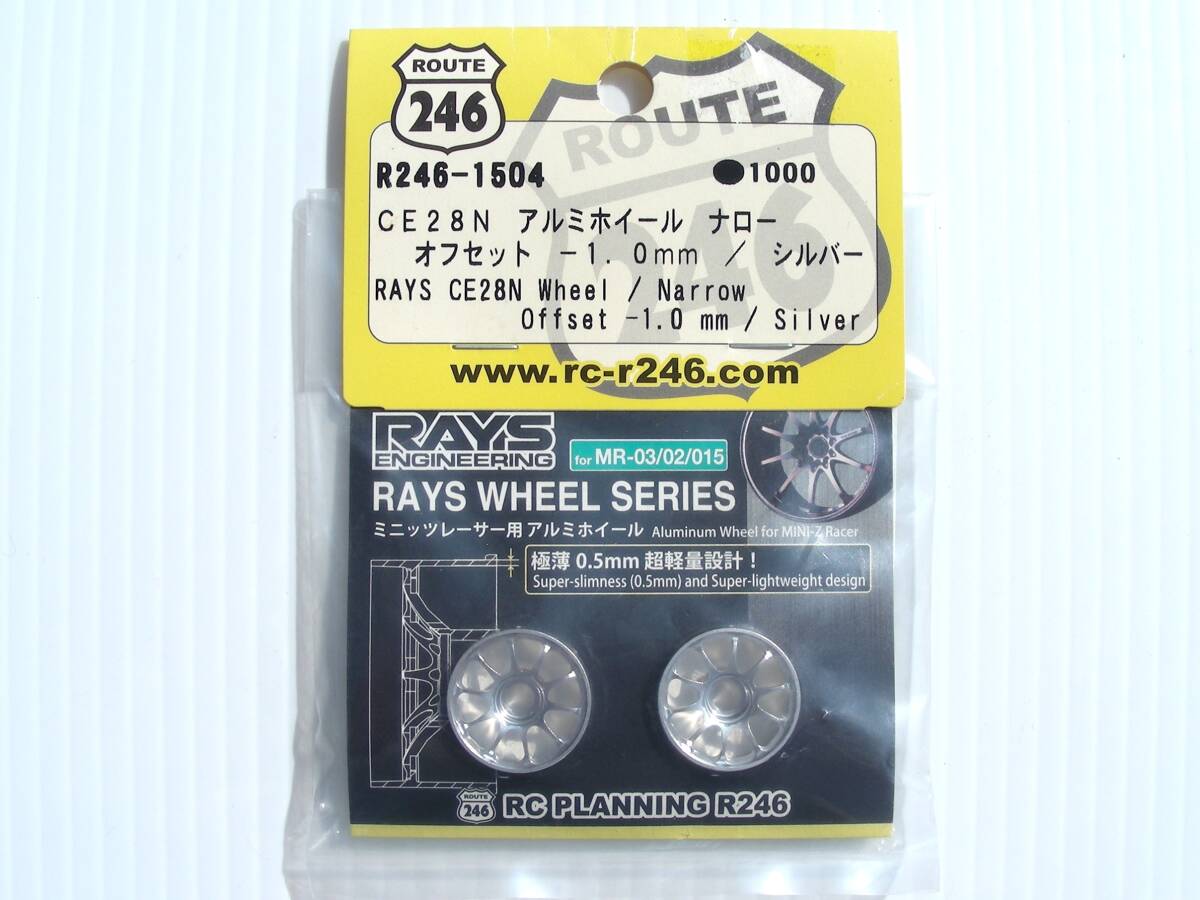 ROUTE
246
ROUTE
246
R246-1504 ●1000
CE28N アルミホイール ナロー
オフセット －1.0mm ／ シルバー
RAYS CE28N Wheel / Narrow
Offset -1.0 mm / Silver
www.rc-r246.com
RAYS
ENGINEERING
for MR-03/02/015
RAYS WHEEL SERIES
ミニッツレーサー用 アルミホイール Aluminum Wheel for MINI-Z Racer
極薄 0.5mm 超軽量設計！
Super-slimness (0.5mm) and Super-lightweight design
ROUTE
246
RC PLANNING R246